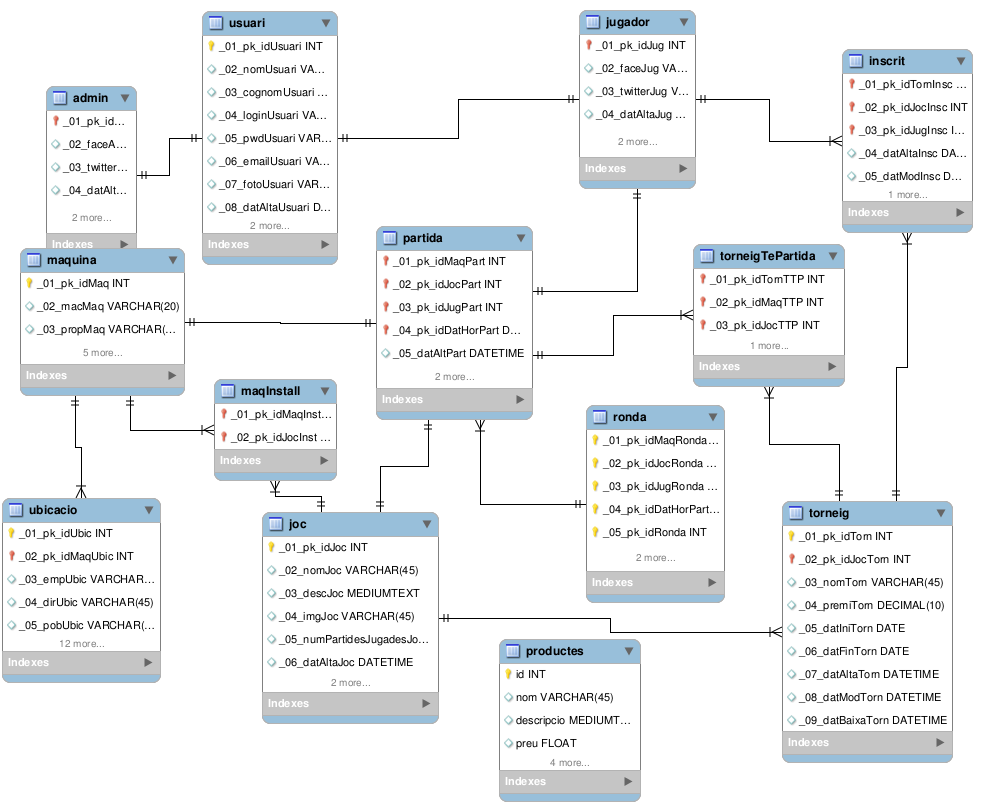 usuari
_01_pk_idUsuari INT
_02_nomUsuari VA...
_03_cognomUsuari ...
_04_loginUsuari VA...
_05_pwdUsuari VAR...
_06_emailUsuari VA...
_07_fotoUsuari VAR...
_08_datAltaUsuari D...
2 more...
Indexes
jugador
_01_pk_idJug INT
_02_faceJug VA...
_03_twitterJug V...
_04_datAltaJug ...
2 more...
Indexes
inscrit
_01_pk_idTornInsc ...
_02_pk_idJocInsc INT
_03_pk_idJugInsc I...
_04_datAltaInsc DA...
_05_datModInsc D...
1 more...
Indexes
admin
_01_pk_id...
_02_faceA...
_03_twitter...
_04_datAlt...
2 more...
Indexes
maquina
_01_pk_idMaq INT
_02_macMaq VARCHAR(20)
_03_propMaq VARCHAR(...
5 more...
Indexes
partida
_01_pk_idMaqPart INT
_02_pk_idJocPart INT
_03_pk_idJugPart INT
_04_pk_idDatHorPart D...
_05_datAltPart DATETIME
2 more...
Indexes
torneigTePartida
_01_pk_idTornTTP INT
_02_pk_idMaqTTP INT
_03_pk_idJocTTP INT
1 more...
Indexes
maqInstall
_01_pk_idMaqInst...
_02_pk_idJocInst ...
Indexes
ronda
_01_pk_idMaqRonda...
_02_pk_idJocRonda ...
_03_pk_idJugRonda ...
_04_pk_idDatHorPart...
_05_pk_idRonda INT
2 more...
Indexes
ubicacio
_01_pk_idUbic INT
_02_pk_idMaqUbic INT
_03_empUbic VARCHAR...
_04_dirUbic VARCHAR(45)
_05_pobUbic VARCHAR(...
12 more...
Indexes
joc
_01_pk_idJoc INT
_02_nomJoc VARCHAR(45)
_03_descJoc MEDIUMTEXT
_04_imgJoc VARCHAR(45)
_05_numPartidesJugadesJo...
_06_datAltaJoc DATETIME
2 more...
Indexes
torneig
_01_pk_idTorn INT
_02_pk_idJocTorn INT
_03_nomTorn VARCHAR(45)
_04_premiTorn DECIMAL(10)
_05_datIniTorn DATE
_06_datFinTorn DATE
_07_datAltaTorn DATETIME
_08_datModTorn DATETIME
_09_datBaixaTorn DATETIME
Indexes
productes
id INT
nom VARCHAR(45)
descripcio MEDIUMT...
preu FLOAT
4 more...
Indexes